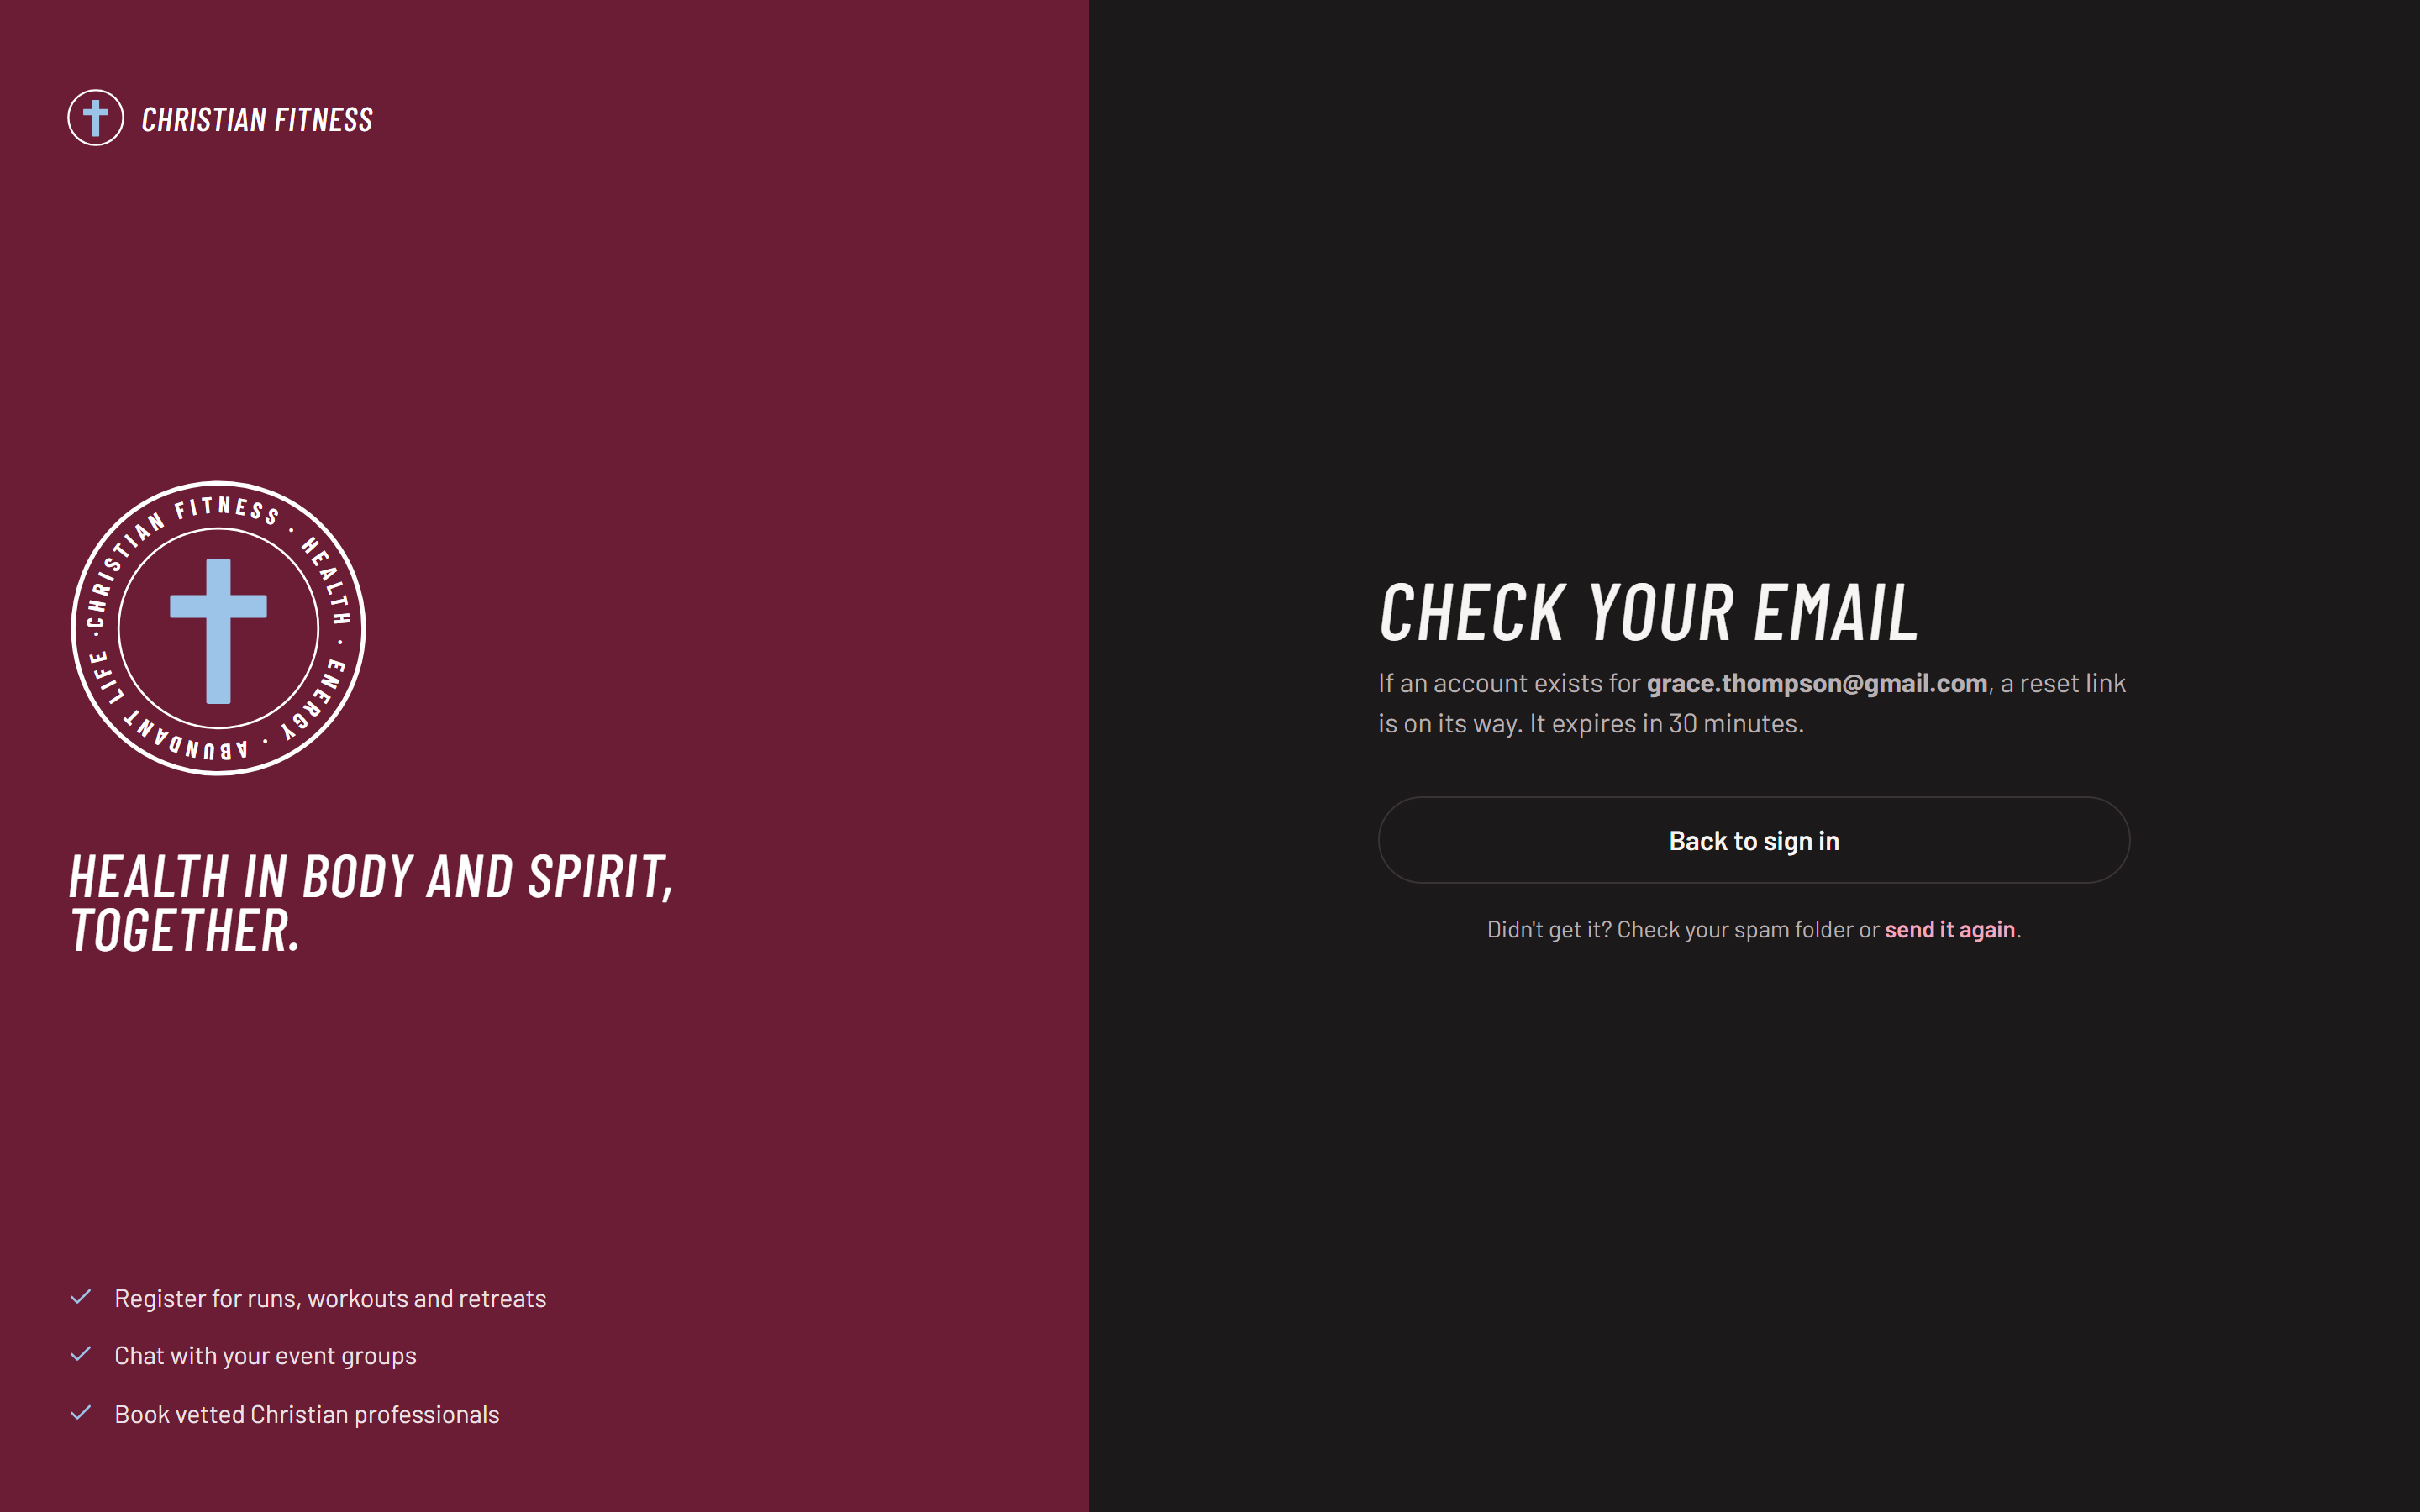 CHRISTIAN FITNESS
CHRISTIAN FITNESS · HEALTH · ENERGY · ABUNDANT LIFE ·
HEALTH IN BODY AND SPIRIT,
TOGETHER.
Register for runs, workouts and retreats
Chat with your event groups
Book vetted Christian professionals
CHECK YOUR EMAIL
If an account exists for grace.thompson@gmail.com, a reset link
is on its way. It expires in 30 minutes.
Back to sign in
Didn't get it? Check your spam folder or send it again.